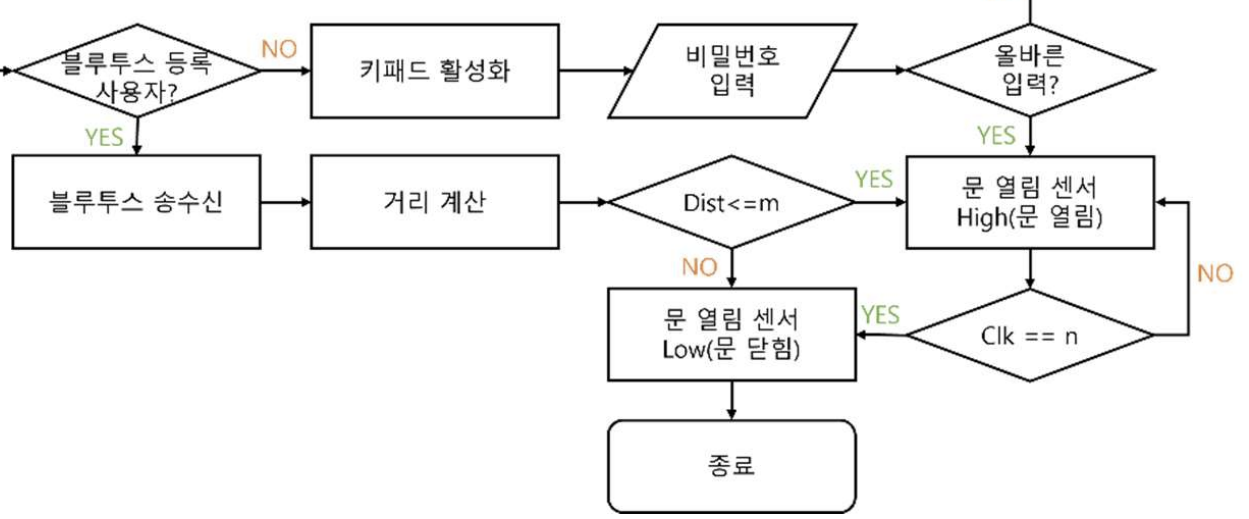 블루투스 등록
사용자?
NO
키패드 활성화
비밀번호
입력
올바른
입력?
YES
YES
블루투스 송수신
거리 계산
Dist<=m
YES
문 열림 센서
High(문 열림)
NO
NO
문 열림 센서
Low(문 닫힘)
YES
Clk == n
종료